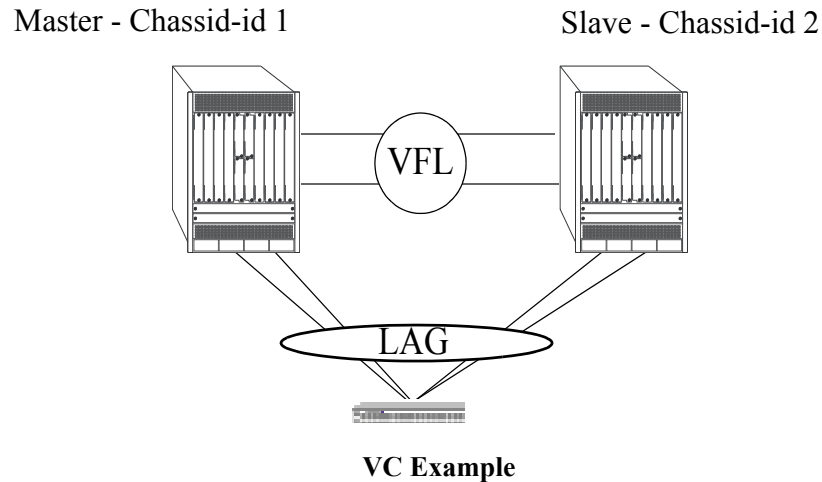 Master - Chassid-id 1
Slave - Chassid-id 2
VFL
LAG
VC Example